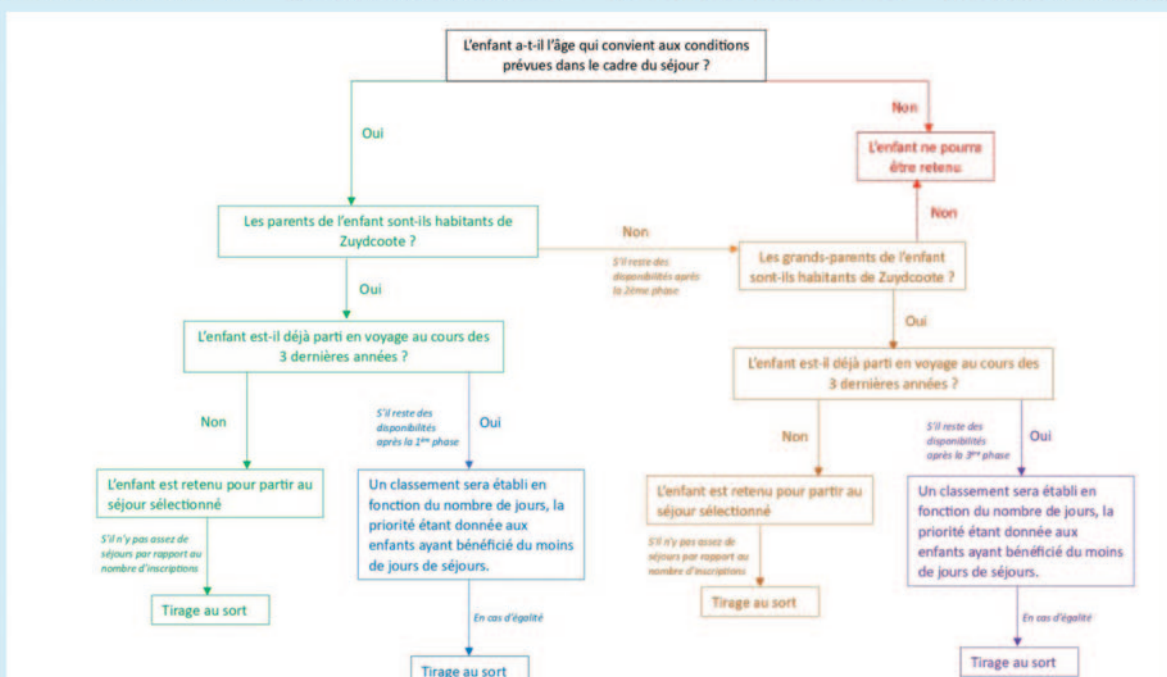 L'enfant a-t-il l'âge qui convient aux conditions
prévues dans le cadre du séjour ?
Oui
Non
L'enfant ne pourra
être retenu
Les parents de l'enfant sont-ils habitants de
Zuydcoote ?
Non
S'il reste des
disponibilités après
la 2ème phase
Non
Les grands-parents de l'enfant
sont-ils habitants de Zuydcoote ?
Oui
Oui
L'enfant est-il déjà parti en voyage au cours des
3 dernières années ?
L'enfant est-il déjà parti en voyage au cours des
3 dernières années ?
Non
S'il reste des
disponibilités
après la 1ère phase
Oui
Non
S'il reste des
disponibilités
après la 3ère phase
Oui
L'enfant est retenu pour partir au
séjour sélectionné
Un classement sera établi en
fonction du nombre de jours, la
priorité étant donnée aux
enfants ayant bénéficié du moins
de jours de séjours.
L'enfant est retenu pour partir au
séjour sélectionné
Un classement sera établi en
fonction du nombre de jours, la
priorité étant donnée aux
enfants ayant bénéficié du moins
de jours de séjours.
S'il n'y pas assez de
séjours par rapport au
nombre d'inscriptions
Tirage au sort
En cas d'égalité
Tirage au sort
S'il n'y pas assez de
séjours par rapport au
nombre d'inscriptions
Tirage au sort
En cas d'égalité
Tirage au sort